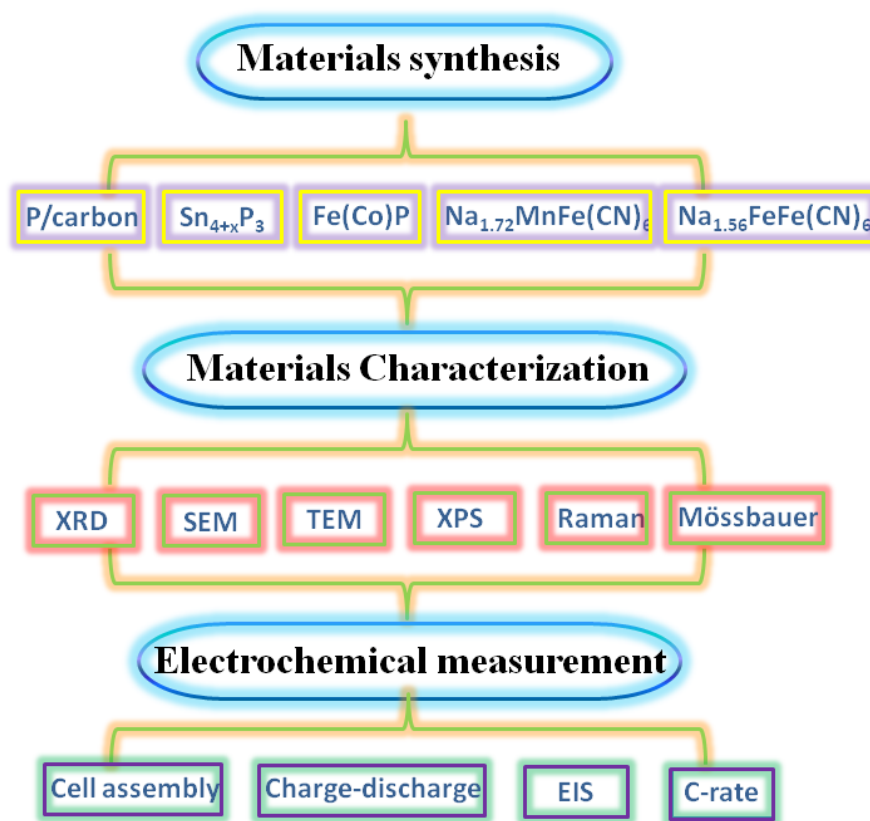 Materials synthesis
P/carbon Sn₄₊ₓP₃ Fe(Co)P Na₁.₇₂MnFe(CN)₆ Na₁.₅₆FeFe(CN)₆
Materials Characterization
XRD SEM TEM XPS Raman Mössbauer
Electrochemical measurement
Cell assembly Charge-discharge EIS C-rate